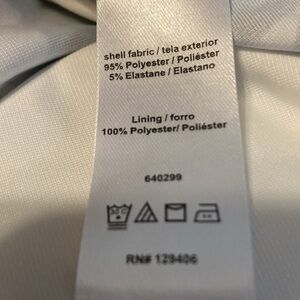 shell fabric / tela exterior
95% Polyester / Poliéster
5% Elastane / Elastano
Lining / forro
100% Polyester/ Poliéster
640299
RN# 129406